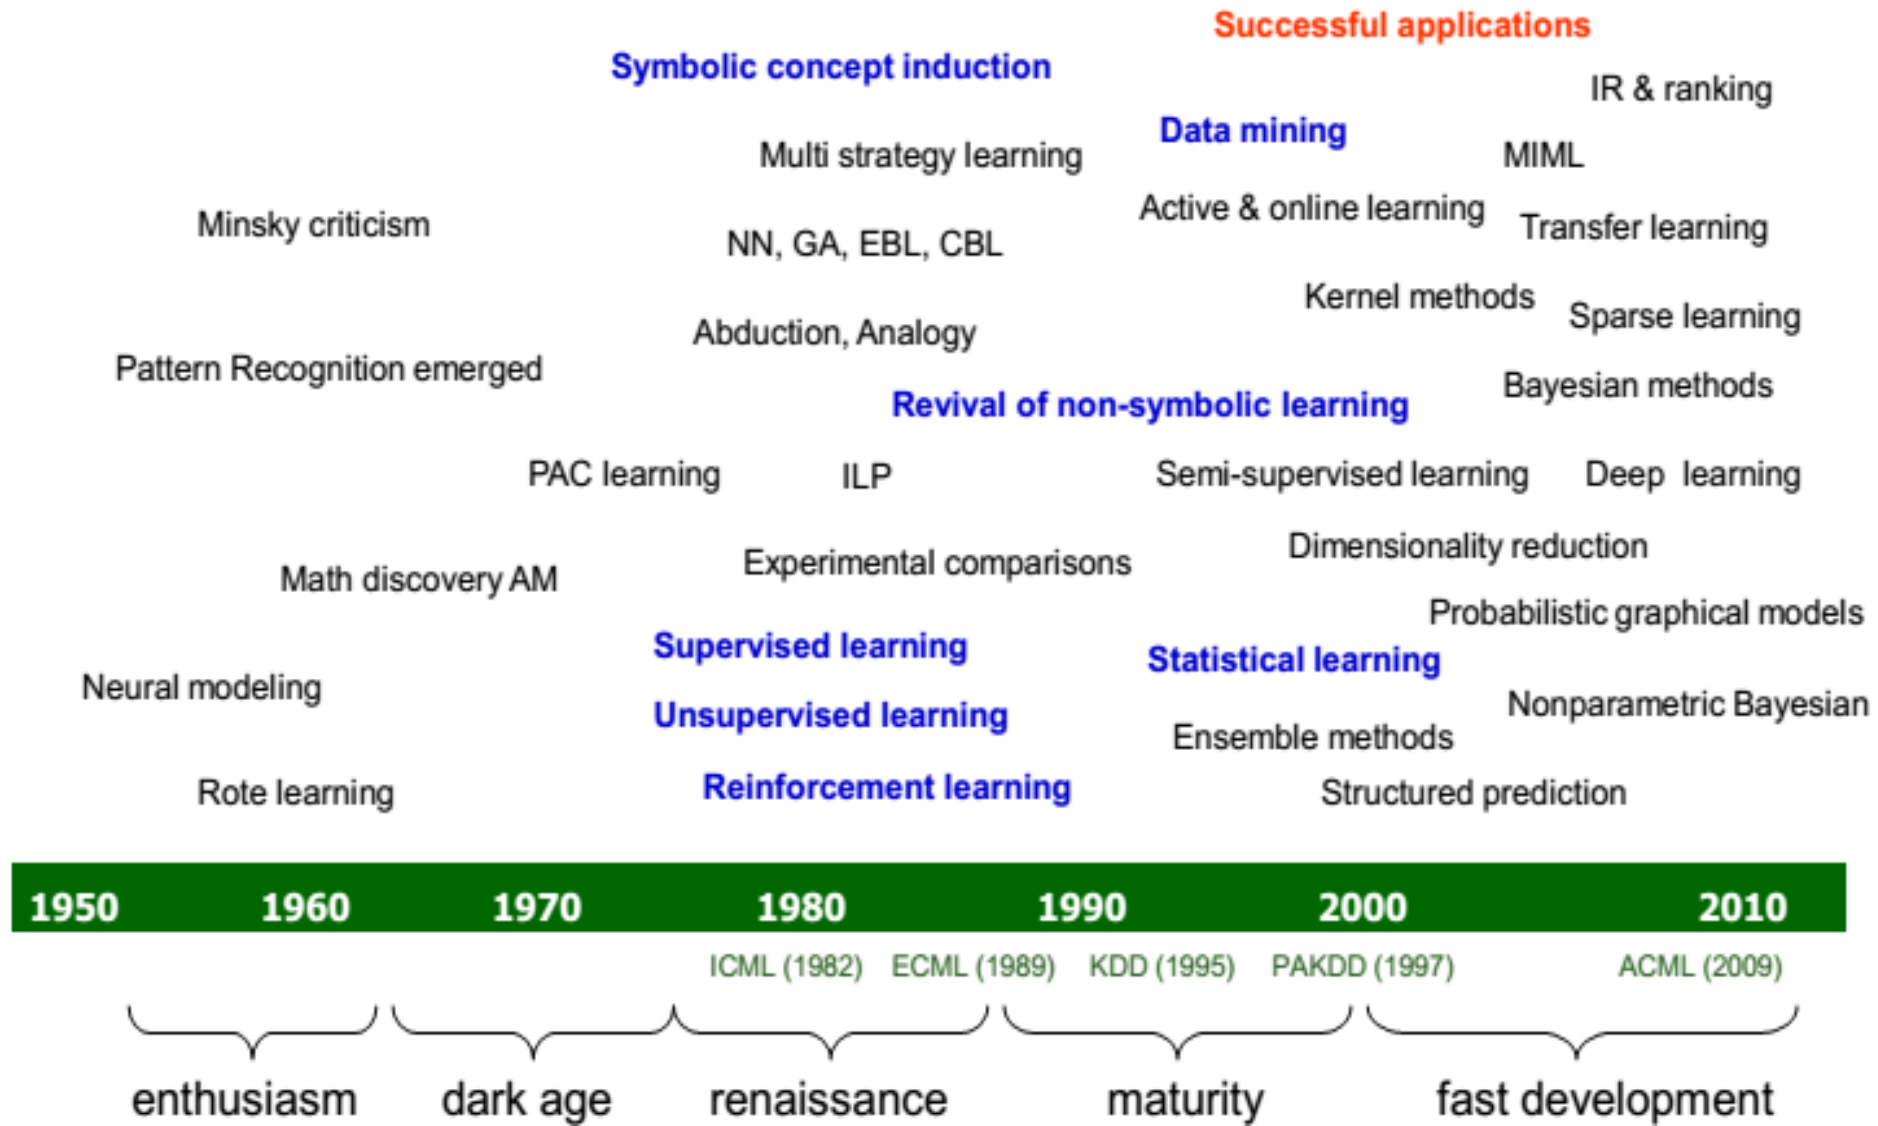 Successful applications
Symbolic concept induction
IR & ranking
Data mining
Multi strategy learning
MIML
Active & online learning
Minsky criticism
Transfer learning
NN, GA, EBL, CBL
Kernel methods
Sparse learning
Abduction, Analogy
Pattern Recognition emerged
Bayesian methods
Revival of non-symbolic learning
PAC learning
ILP
Semi-supervised learning
Deep learning
Dimensionality reduction
Experimental comparisons
Math discovery AM
Probabilistic graphical models
Supervised learning
Statistical learning
Neural modeling
Nonparametric Bayesian
Unsupervised learning
Ensemble methods
Reinforcement learning
Rote learning
Structured prediction
1950 1960 1970 1980 1990 2000 2010
ICML (1982) ECML (1989) KDD (1995) PAKDD (1997) ACML (2009)
enthusiasm dark age renaissance maturity fast development